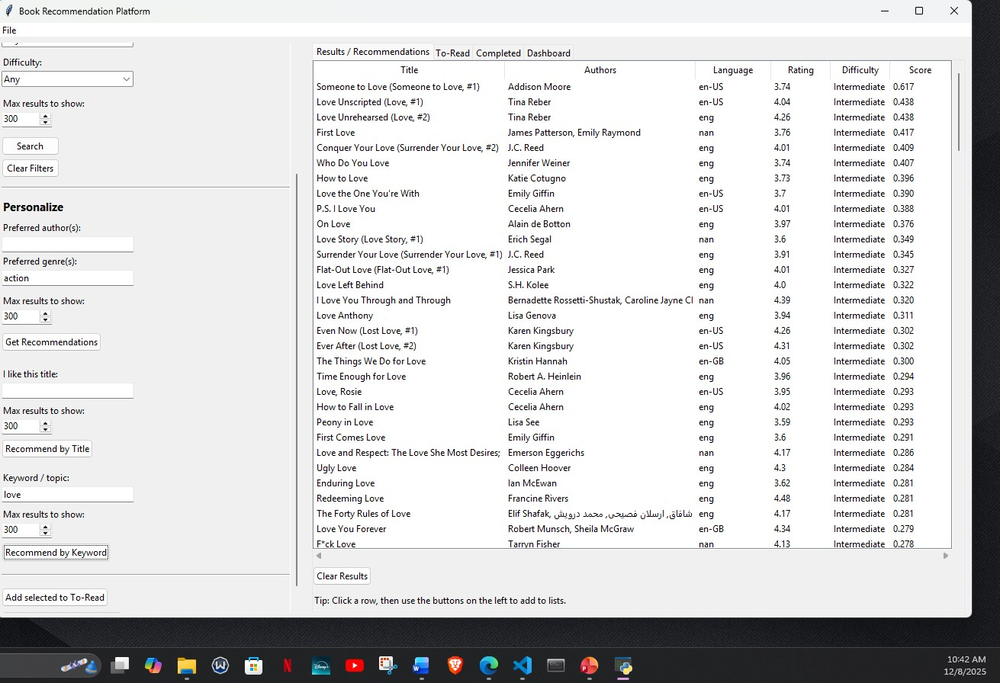 Book Recommendation Platform
File
Difficulty:
Any
Max results to show:
300
Search
Clear Filters
Personalize
Preferred author(s):
Preferred genre(s):
action
Max results to show:
300
Get Recommendations
I like this title:
Max results to show:
300
Recommend by Title
Keyword / topic:
love
Max results to show:
300
Recommend by Keyword
Add selected to To-Read
Results / Recommendations To-Read Completed Dashboard
Title Authors Language Rating Difficulty Score
Someone to Love (Someone to Love, #1) Addison Moore en-US 3.74 Intermediate 0.617
Love Unscripted (Love, #1) Tina Reber en-US 4.04 Intermediate 0.438
Love Unrehearsed (Love, #2) Tina Reber eng 4.26 Intermediate 0.438
First Love James Patterson, Emily Raymond nan 3.76 Intermediate 0.417
Conquer Your Love (Surrender Your Love, #2) J.C. Reed eng 4.01 Intermediate 0.409
Who Do You Love Jennifer Weiner eng 3.74 Intermediate 0.407
How to Love Katie Cotugno eng 3.73 Intermediate 0.396
Love the One You're With Emily Giffin en-US 3.7 Intermediate 0.390
P.S. I Love You Cecelia Ahern en-US 4.01 Intermediate 0.388
On Love Alain de Botton eng 3.97 Intermediate 0.376
Love Story (Love Story, #1) Erich Segal nan 3.6 Intermediate 0.349
Surrender Your Love (Surrender Your Love, #1) J.C. Reed eng 3.91 Intermediate 0.345
Flat-Out Love (Flat-Out Love, #1) Jessica Park eng 4.01 Intermediate 0.327
Love Left Behind S.H. Kolee eng 4.0 Intermediate 0.322
I Love You Through and Through Bernadette Rossetti-Shustak, Caroline Jayne Cl nan 4.39 Intermediate 0.320
Love Anthony Lisa Genova eng 3.94 Intermediate 0.311
Even Now (Lost Love, #1) Karen Kingsbury en-US 4.26 Intermediate 0.302
Ever After (Lost Love, #2) Karen Kingsbury en-US 4.31 Intermediate 0.302
The Things We Do for Love Kristin Hannah en-GB 4.05 Intermediate 0.300
Time Enough for Love Robert A. Heinlein eng 3.96 Intermediate 0.294
Love, Rosie Cecelia Ahern en-US 3.95 Intermediate 0.293
How to Fall in Love Cecelia Ahern eng 4.02 Intermediate 0.293
Peony in Love Lisa See eng 3.59 Intermediate 0.293
First Comes Love Emily Giffin eng 3.6 Intermediate 0.291
Love and Respect: The Love She Most Desires; Emerson Eggerichs nan 4.17 Intermediate 0.286
Ugly Love Colleen Hoover eng 4.3 Intermediate 0.284
Enduring Love Ian McEwan eng 3.62 Intermediate 0.281
Redeeming Love Francine Rivers eng 4.48 Intermediate 0.281
The Forty Rules of Love Elif Shafak, شافاق, ارسلان فصیحی, محمد درویش eng 4.17 Intermediate 0.281
Love You Forever Robert Munsch, Sheila McGraw en-GB 4.34 Intermediate 0.279
F*ck Love Tarryn Fisher nan 4.13 Intermediate 0.278
Clear Results
Tip: Click a row, then use the buttons on the left to add to lists.
10:42 AM
12/8/2025